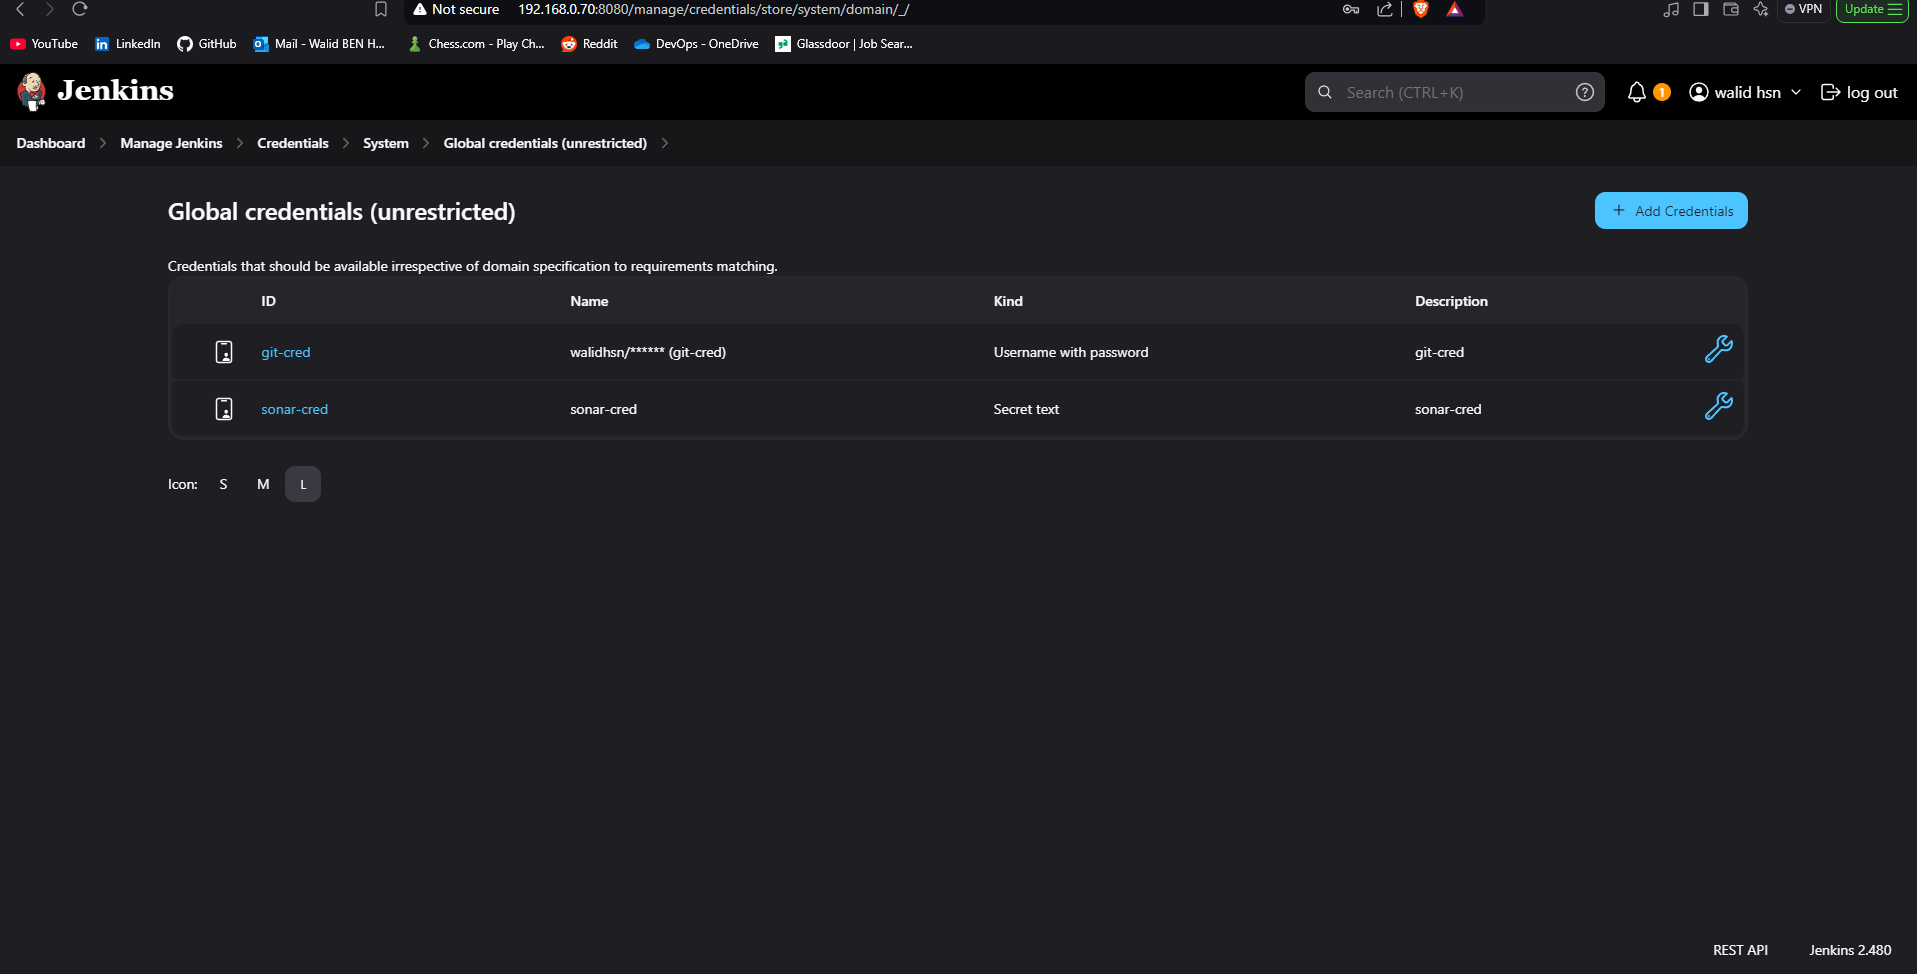 Not secure 192.168.0.70:8080/manage/credentials/store/system/domain/_/ VPN Update
YouTube LinkedIn GitHub Mail - Walid BEN H... Chess.com - Play Ch... Reddit DevOps - OneDrive Glassdoor | Job Sear...
Jenkins Search (CTRL+K) 1 walid hsn log out
Dashboard Manage Jenkins Credentials System Global credentials (unrestricted)
Global credentials (unrestricted) + Add Credentials
Credentials that should be available irrespective of domain specification to requirements matching.
ID Name Kind Description
git-cred walidhsn/****** (git-cred) Username with password git-cred
sonar-cred sonar-cred Secret text sonar-cred
Icon: S M L
REST API Jenkins 2.480